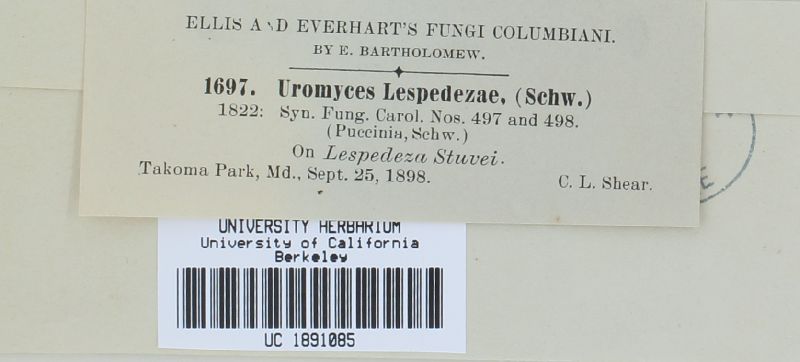 ELLIS AND EVERHART'S FUNGI COLUMBIANI.
BY E. BARTHOLOMEW.
1697. Uromyces Lespedezae, (Schw.)
1822: Syn. Fung. Carol. Nos. 497 and 498.
(Puccinia, Schw.)
On Lespedeza Stuvei.
Takoma Park, Md., Sept. 25, 1898. C. L. Shear.
UNIVERSITY HERBARIUM
University of California
Berkeley
UC 1891085